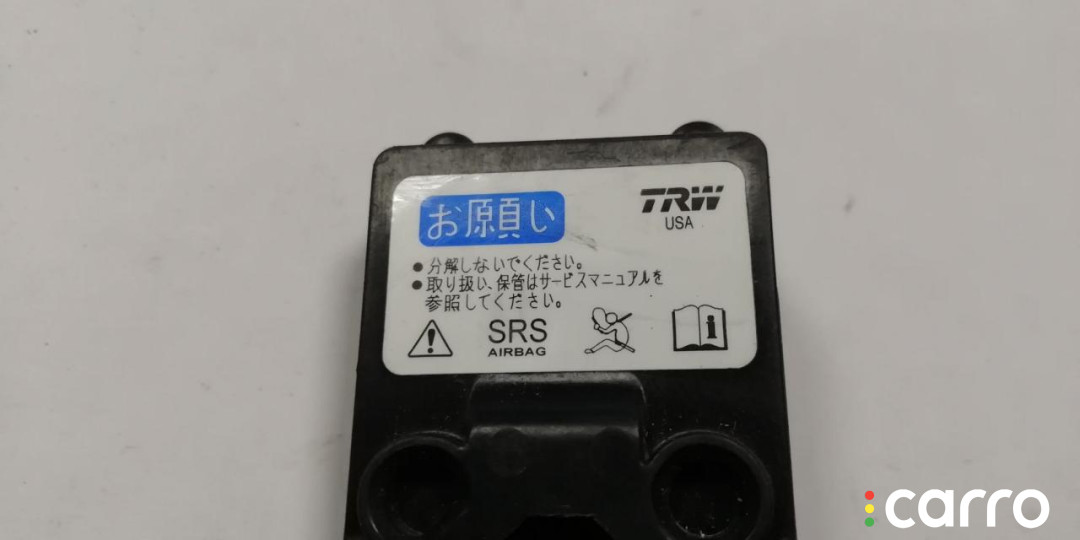 お願い
TRW
USA
● 分解しないでください。
● 取り扱い、保管はサービスマニュアルを
参照してください。
SRS
AIRBAG
i
carro